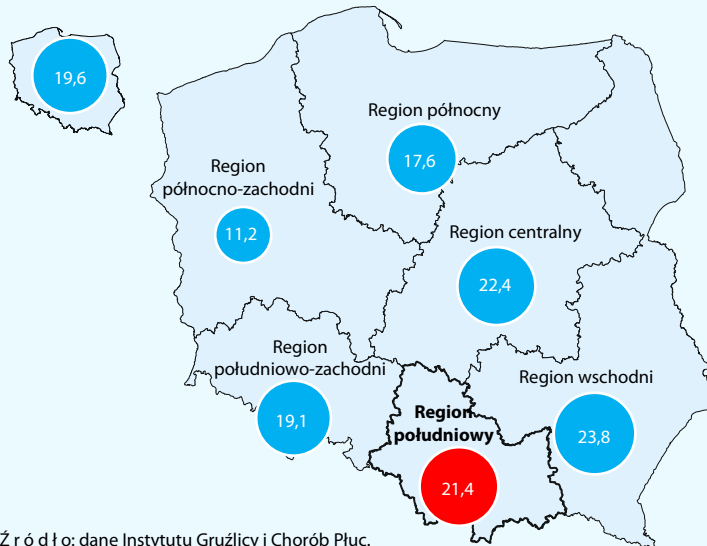 19,6
Region północny
17,6
Region
północno-zachodni
11,2
Region centralny
22,4
Region
południowo-zachodni
19,1
Region wschodni
23,8
Region
południowy
21,4
Ź r ó d ł o: dane Instytutu Gruźlicy i Chorób Płuc.